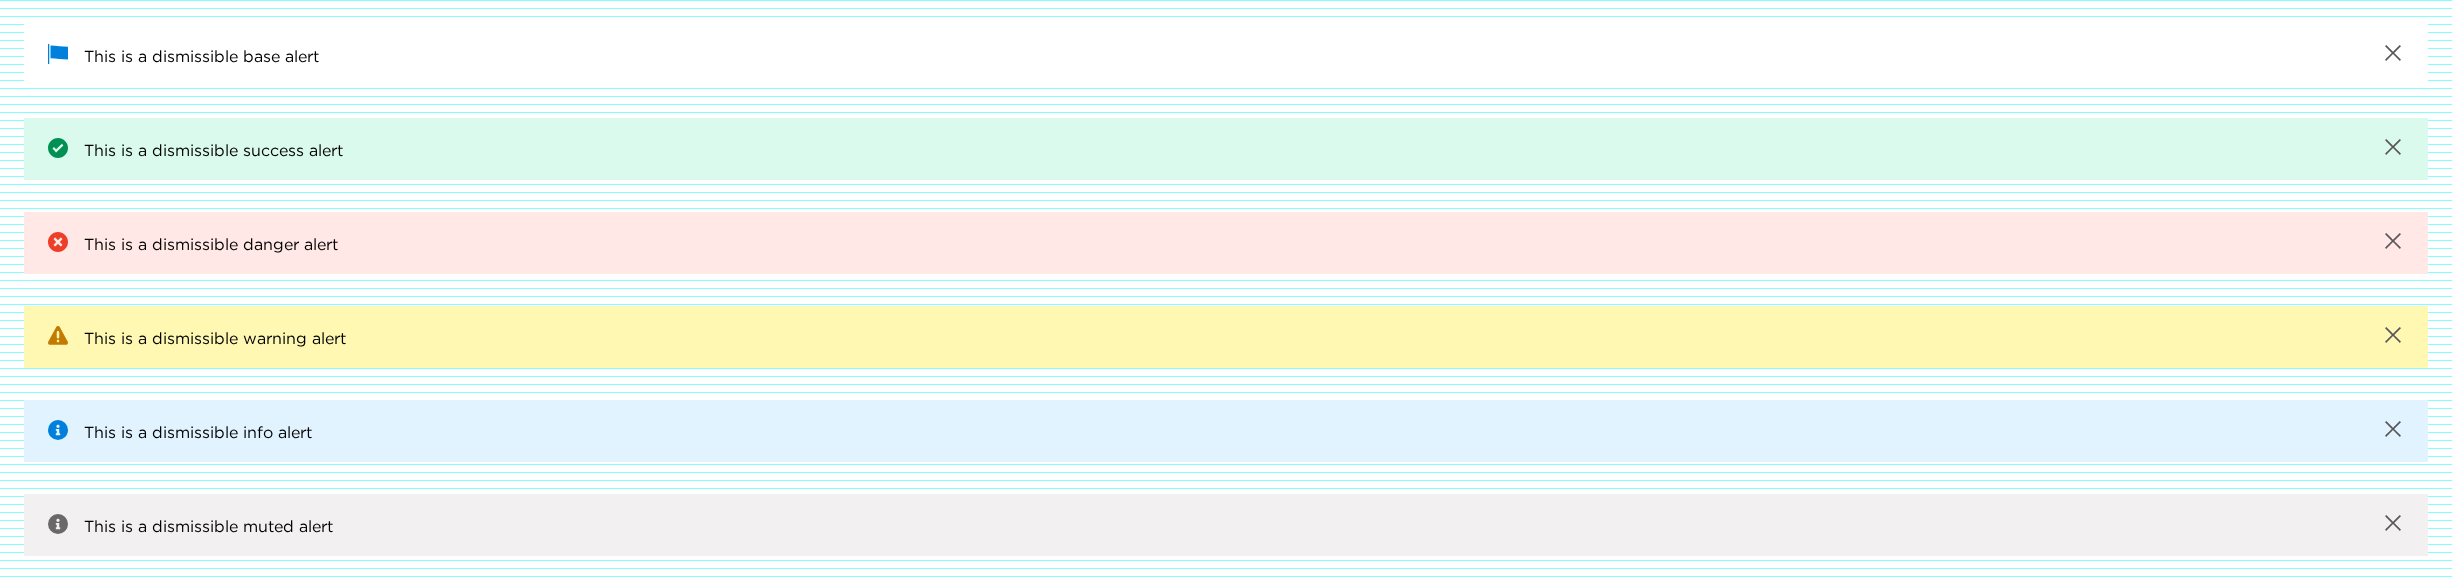 This is a dismissible base alert
This is a dismissible success alert
This is a dismissible danger alert
This is a dismissible warning alert
This is a dismissible info alert
This is a dismissible muted alert